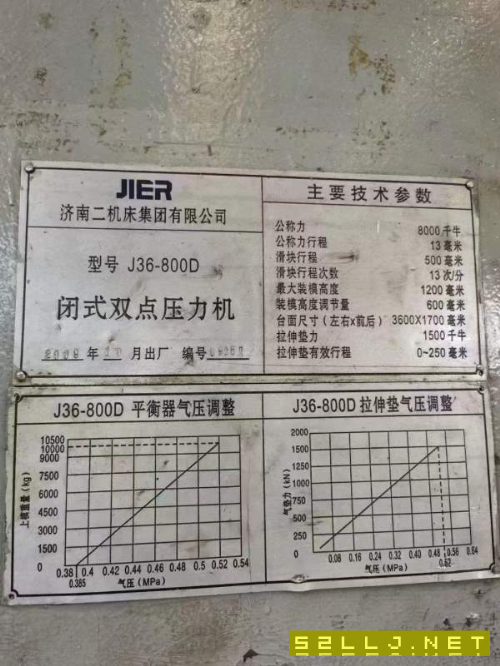 JIER
济南二机床集团有限公司
型号 J36-800D
闭式双点压力机
年 月出厂 编号
主要技术参数
公称力 8000 千牛
公称力行程 13 毫米
滑块行程 500 毫米
滑块行程次数 13 次/分
最大装模高度 1200 毫米
装模高度调节量 600 毫米
台面尺寸（左右x前后） 3600X1700 毫米
拉伸垫力 1500 千牛
拉伸垫有效行程 0~250 毫米
J36-800D 平衡器气压调整
上模重量（kg）
10500
10000
9000
7500
6000
4500
3000
1500
0
0.38 0.4 0.42 0.44 0.46 0.48 0.50 0.52 0.54
0.385
气压（MPa）
J36-800D 拉伸垫气压调整
气垫力（kN）
2000
1750
1500
1250
1000
750
500
250
0
0.08 0.16 0.24 0.32 0.40 0.48 0.56 0.64
0.52
气压（MPa）
52LLJ.NET